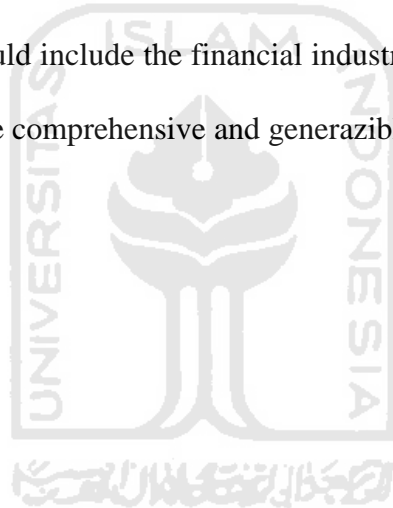 uld include the financial industr
e comprehensive and generazib
UNIVERSITAS
ISLAM
INDONESIA